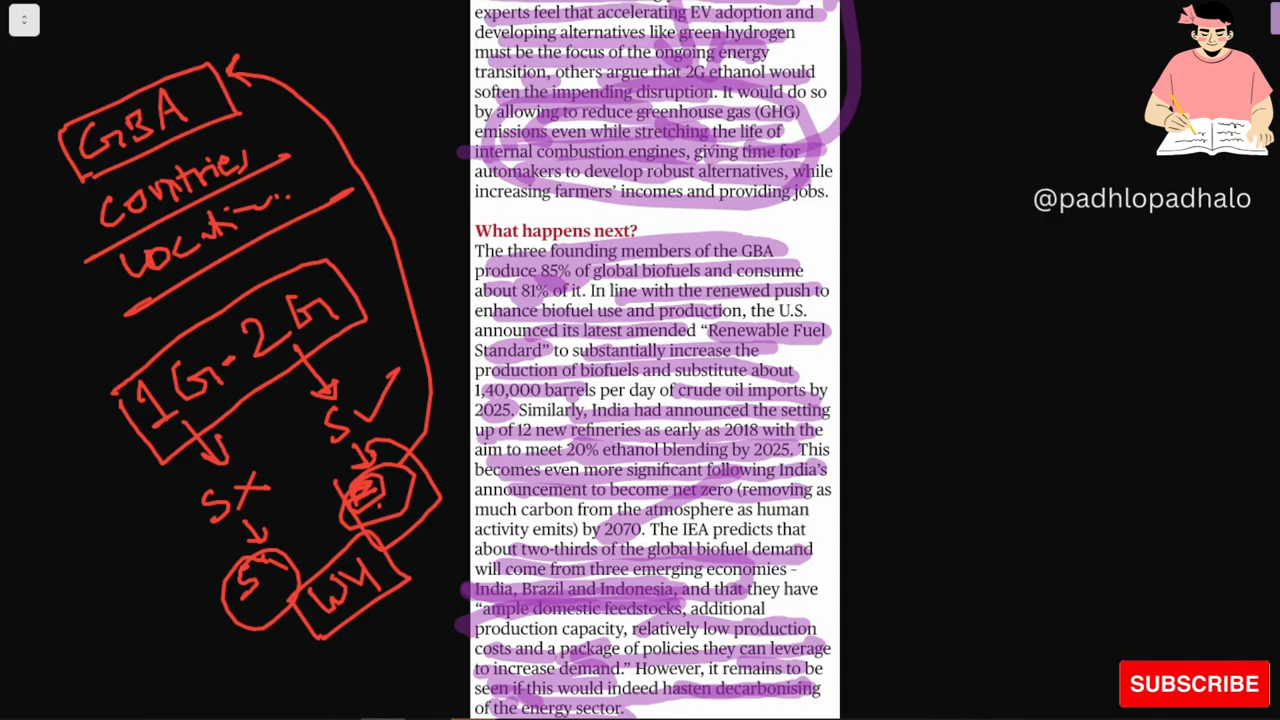 GBA
Countries
Location..
1G - 2G
S
S
S
experts feel that accelerating EV adoption and
developing alternatives like green hydrogen
must be the focus of the ongoing energy
transition, others argue that 2G ethanol would
soften the impending disruption. It would do so
by allowing to reduce greenhouse gas (GHG)
emissions even while stretching the life of
internal combustion engines, giving time for
automakers to develop robust alternatives, while
increasing farmers’ incomes and providing jobs.
What happens next?
The three founding members of the GBA
produce 85% of global biofuels and consume
about 81% of it. In line with the renewed push to
enhance biofuel use and production, the U.S.
announced its latest amended “Renewable Fuel
Standard” to substantially increase the
production of biofuels and substitute about
1,40,000 barrels per day of crude oil imports by
2025. Similarly, India had announced the setting
up of 12 new refineries as early as 2018 with the
aim to meet 20% ethanol blending by 2025. This
becomes even more significant following India’s
announcement to become net zero (removing as
much carbon from the atmosphere as human
activity emits) by 2070. The IEA predicts that
about two-thirds of the global biofuel demand
will come from three emerging economies –
India, Brazil and Indonesia, and that they have
“ample domestic feedstocks, additional
production capacity, relatively low production
costs and a package of policies they can leverage
to increase demand.” However, it remains to be
seen if this would indeed hasten decarbonising
of the energy sector.
@padhlopadhalo
SUBSCRIBE